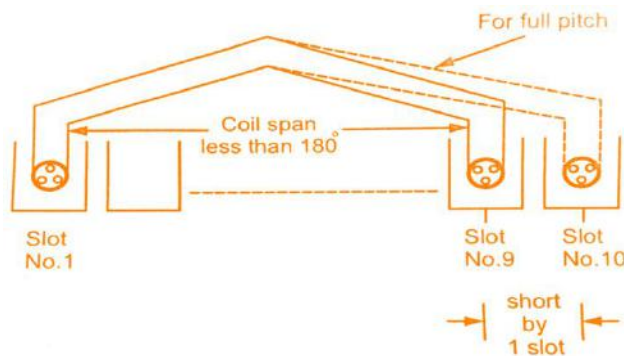 For full pitch
Coil span
less than 180°
Slot
No.1
Slot
No.9
Slot
No.10
short
by
1 slot